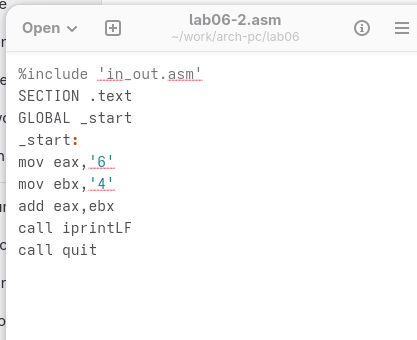 Open
lab06-2.asm
~/work/arch-pc/lab06
%include 'in_out.asm'
SECTION .text
GLOBAL _start
_start:
mov eax,'6'
mov ebx,'4'
add eax,ebx
call iprintLF
call quit